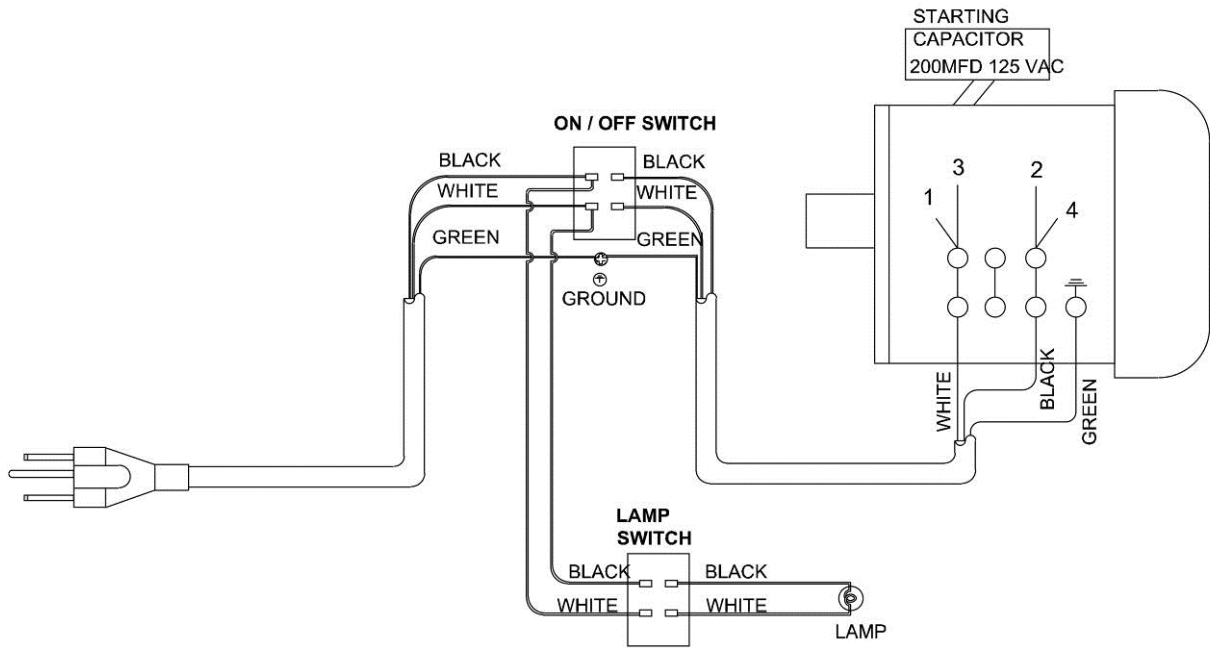 STARTING
CAPACITOR
200MFD 125 VAC
ON / OFF SWITCH
BLACK
BLACK
WHITE
WHITE
GREEN
GREEN
GROUND
3
2
1
4
WHITE
BLACK
GREEN
LAMP
SWITCH
BLACK
BLACK
WHITE
WHITE
LAMP